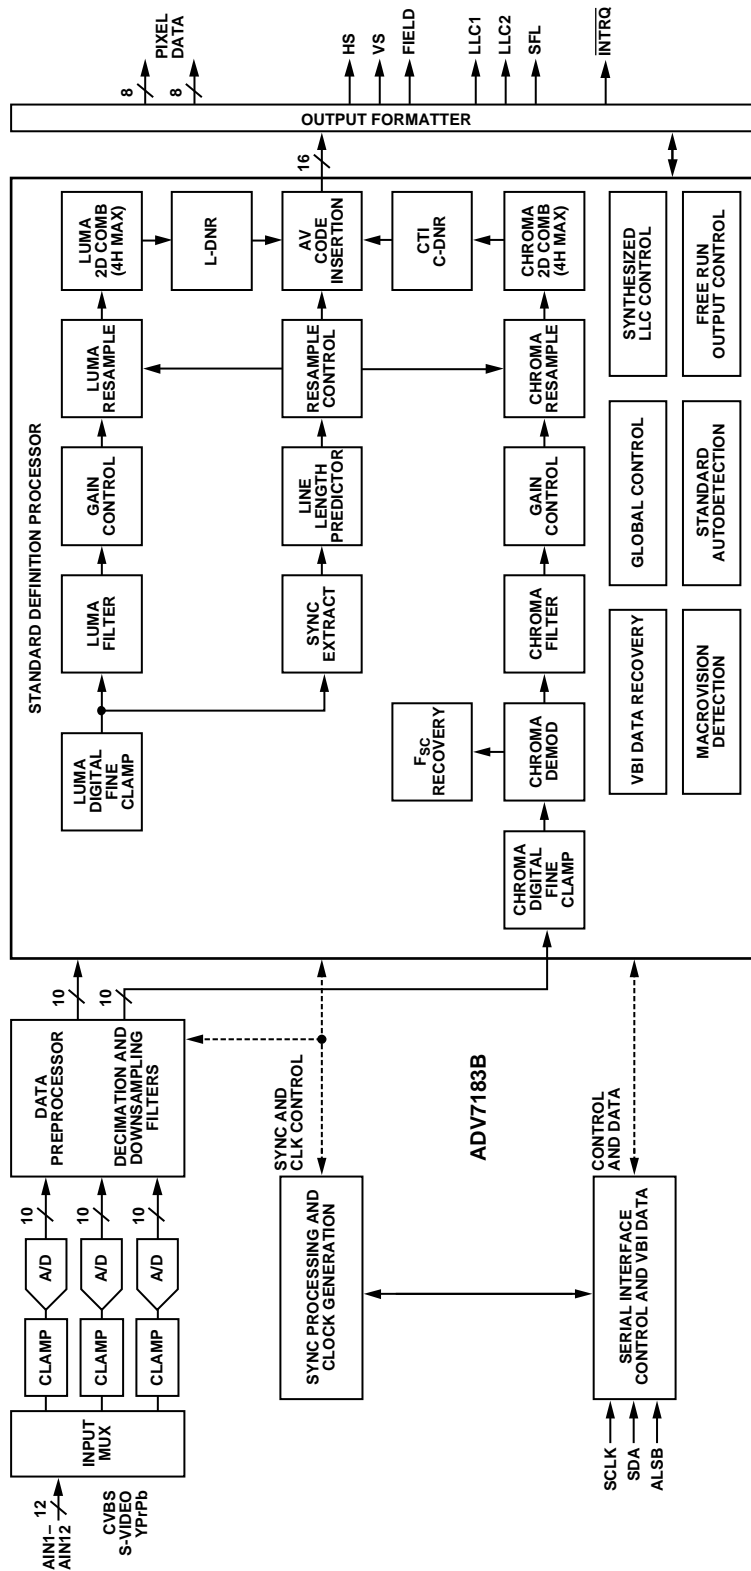 AIN1–
AIN12
12
CVBS
S-VIDEO
YPrPb
INPUT
MUX
CLAMP
A/D
10
CLAMP
A/D
10
CLAMP
A/D
10
DATA
PREPROCESSOR
DECIMATION AND
DOWNSAMPLING
FILTERS
10
10
STANDARD DEFINITION PROCESSOR
LUMA
DIGITAL
FINE
CLAMP
LUMA
FILTER
GAIN
CONTROL
LUMA
RESAMPLE
LUMA
2D COMB
(4H MAX)
L-DNR
SYNC
EXTRACT
LINE
LENGTH
PREDICTOR
RESAMPLE
CONTROL
AV
CODE
INSERTION
16
CTI
C-DNR
FSC
RECOVERY
CHROMA
DIGITAL
FINE
CLAMP
CHROMA
DEMOD
CHROMA
FILTER
GAIN
CONTROL
CHROMA
RESAMPLE
CHROMA
2D COMB
(4H MAX)
VBI DATA RECOVERY
GLOBAL CONTROL
SYNTHESIZED
LLC CONTROL
MACROVISION
DETECTION
STANDARD
AUTODETECTION
FREE RUN
OUTPUT CONTROL
OUTPUT FORMATTER
8
8
PIXEL
DATA
HS
VS
FIELD
LLC1
LLC2
SFL
INTRQ
SYNC PROCESSING AND
CLOCK GENERATION
SYNC AND
CLK CONTROL
ADV7183B
SCLK
SDA
ALSB
SERIAL INTERFACE
CONTROL AND VBI DATA
CONTROL
AND DATA